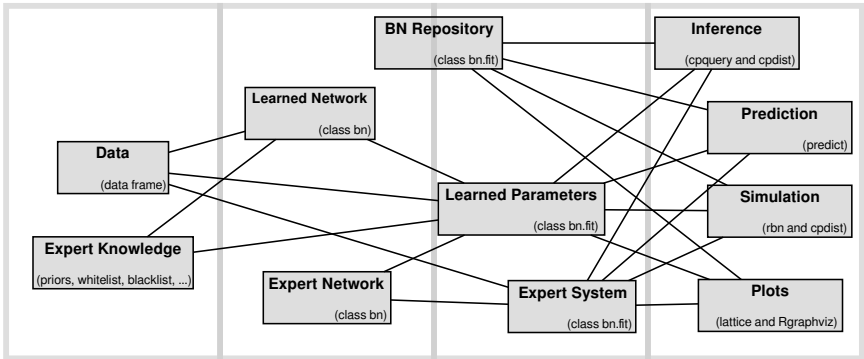 BN Repository
(class bn.fit)
Inference
(cpquery and cpdist)
Learned Network
(class bn)
Prediction
(predict)
Data
(data frame)
Learned Parameters
(class bn.fit)
Simulation
(rbn and cpdist)
Expert Knowledge
(priors, whitelist, blacklist, ...)
Expert Network
(class bn)
Expert System
(class bn.fit)
Plots
(lattice and Rgraphviz)